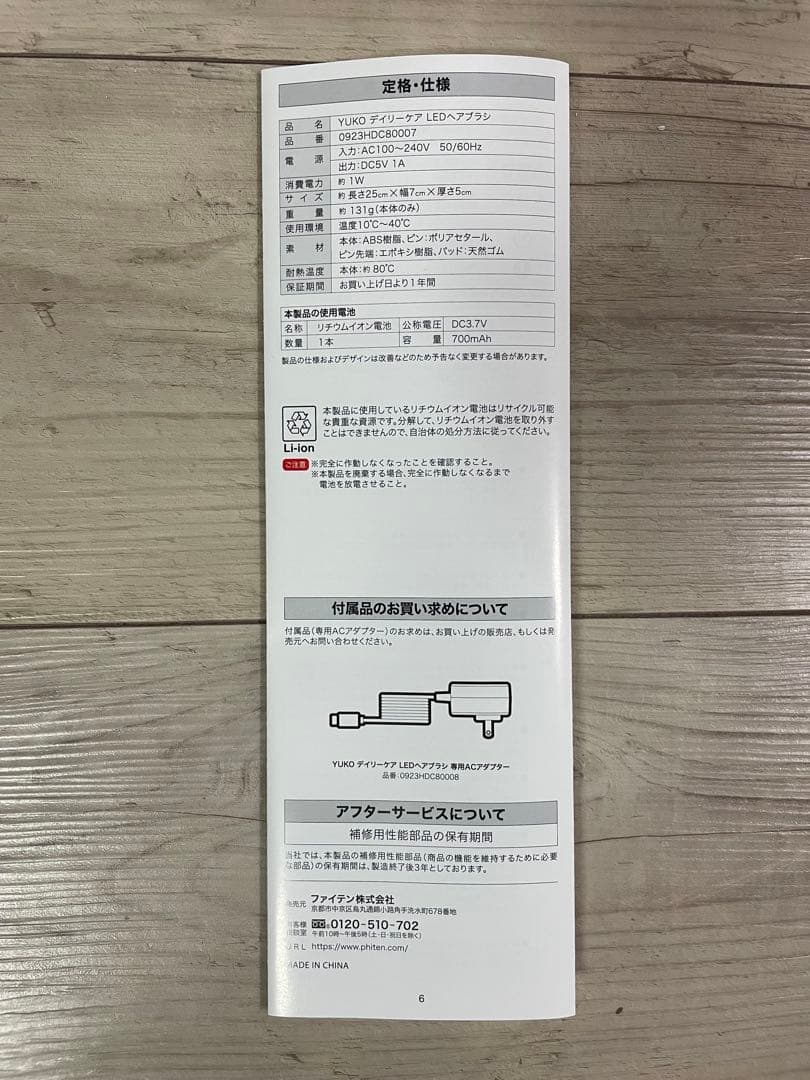 定格・仕様
品名 YUKO デイリーケア LEDヘアブラシ
品番 0923HDC80007
電源 入力:AC100〜240V 50/60Hz
出力:DC5V 1A
消費電力 約1W
サイズ 約長さ25cm×幅7cm×厚さ5cm
重量 約131g(本体のみ)
使用環境 温度10℃〜40℃
素材 本体:ABS樹脂、ピン:ポリアセタール、
ピン先端:エポキシ樹脂、パッド:天然ゴム
耐熱温度 本体:約80℃
保証期間 お買い上げ日より1年間
本製品の使用電池
名称 リチウムイオン電池 公称電圧 DC3.7V
数量 1本 容量 700mAh
製品の仕様およびデザインは改善などのため予告なく変更する場合があります。
本製品に使用しているリチウムイオン電池はリサイクル可能
な貴重な資源です。分解して、リチウムイオン電池を取り外す
ことはできませんので、自治体の処分方法に従ってください。
Li-ion
ご注意 ※完全に作動しなくなったことを確認すること。
※本製品を廃棄する場合、完全に作動しなくなるまで
電池を放電させること。
付属品のお買い求めについて
付属品(専用ACアダプター)のお求めは、お買い上げの販売店、もしくは発
売元へお問い合わせください。
YUKO デイリーケア LEDヘアブラシ 専用ACアダプター
品番:0923HDC80008
アフターサービスについて
補修用性能部品の保有期間
当社では、本製品の補修用性能部品(商品の機能を維持するために必要
な部品)の保有期間は、製造終了後3年としております。
発売元 ファイテン株式会社
京都市中京区烏丸通錦小路角手洗水町678番地
お客様 0120-510-702
相談室 午前10時〜午後5時(土・日・祝日を除く)
URL https://www.phiten.com/
MADE IN CHINA
6